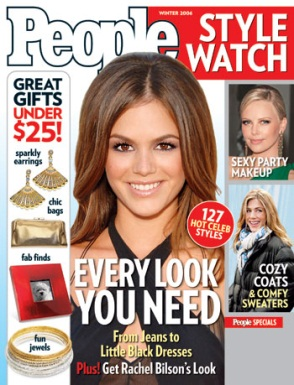 WINTER 2006
People
STYLE
WATCH
GREAT
GIFTS
UNDER
$25!
sparkly
earrings
chic
bags
fab finds
fun
jewels
SEXY PARTY
MAKEUP
127
HOT CELEB
STYLES
COZY
COATS
& COMFY
SWEATERS
People SPECIALS
EVERY LOOK
YOU NEED
From Jeans to
Little Black Dresses
Plus! Get Rachel Bilson's Look